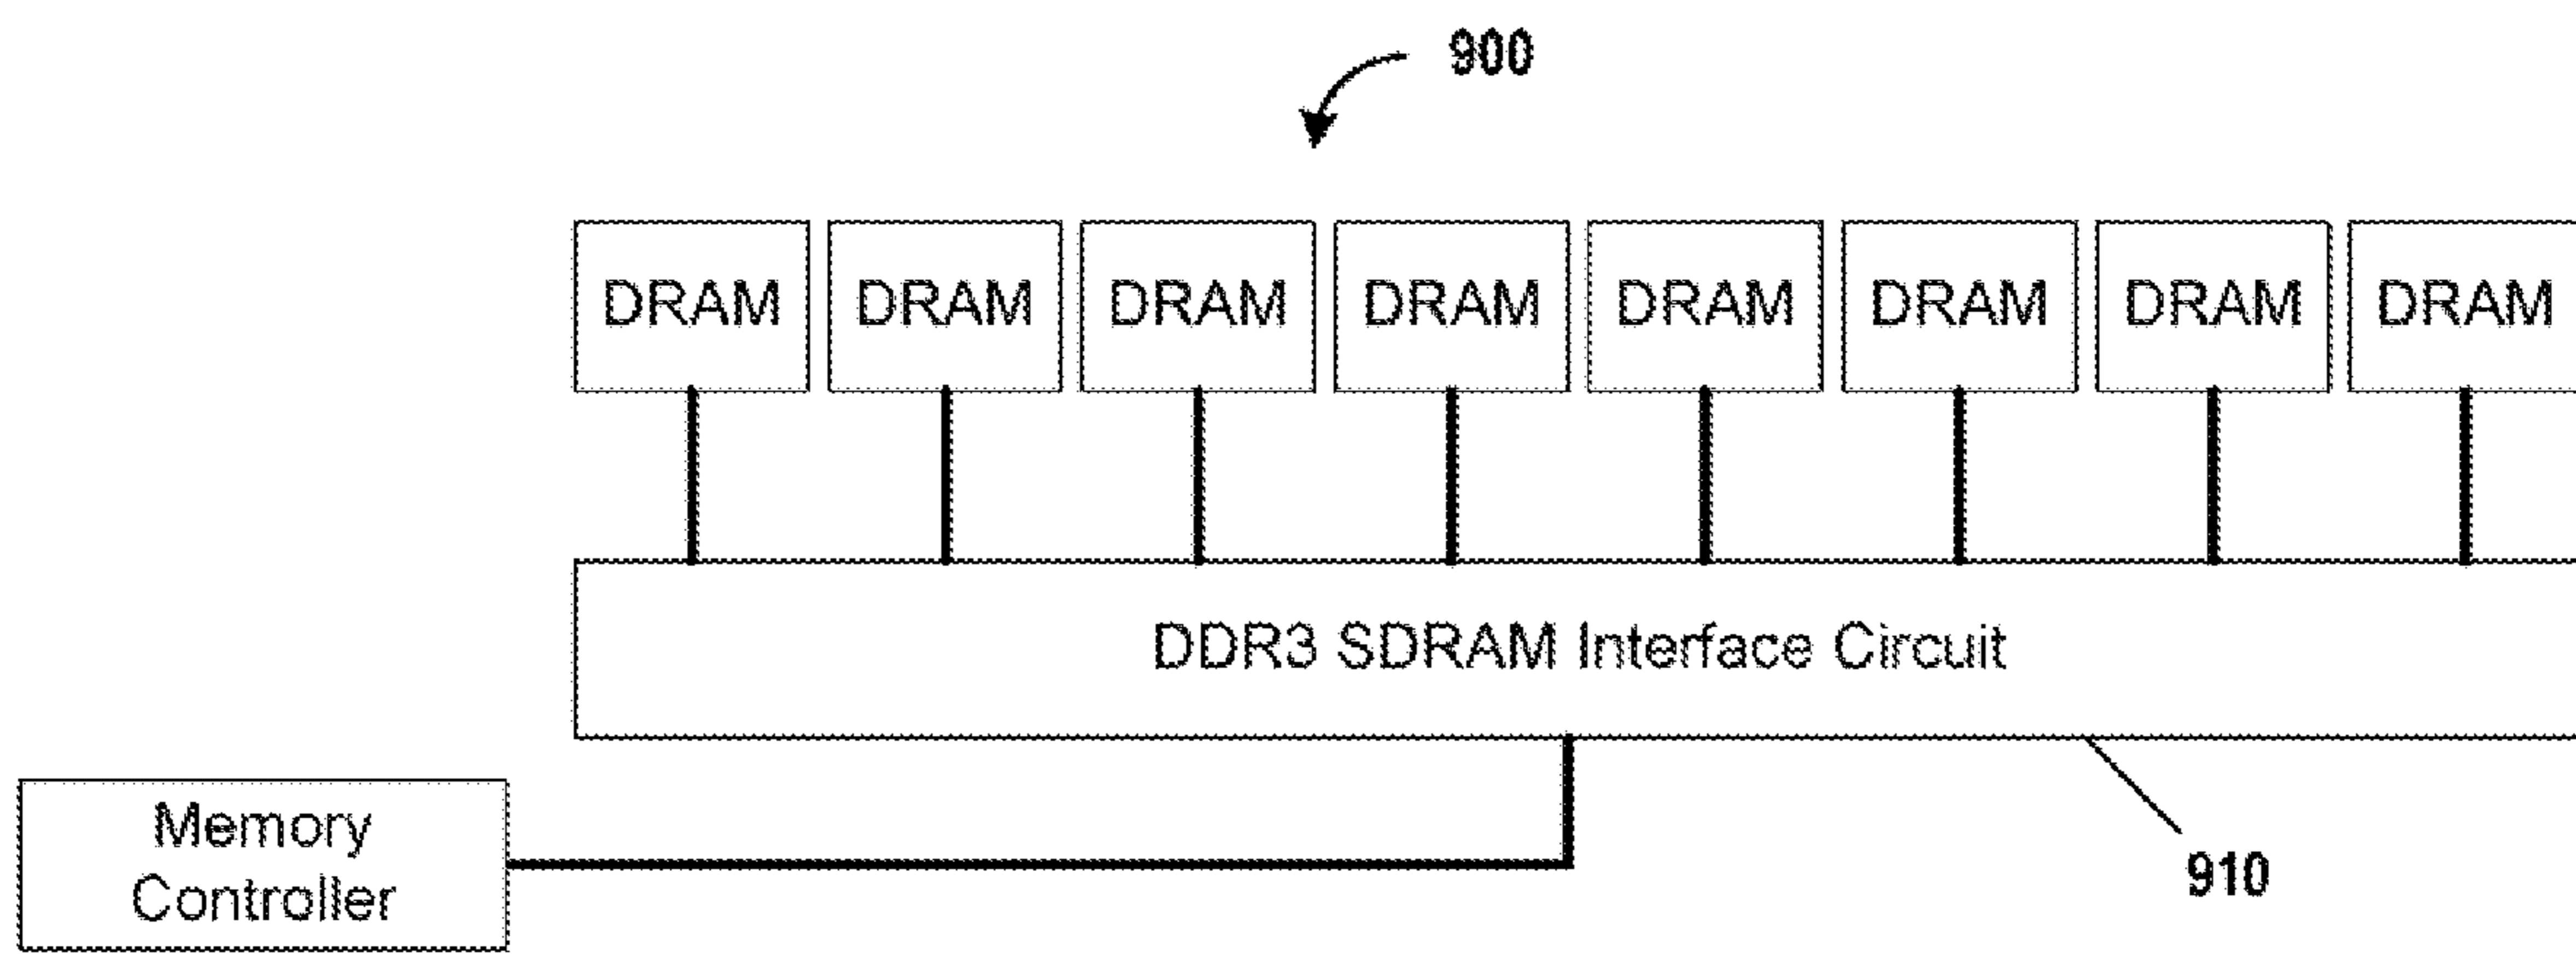 900
DRAM DRAM DRAM DRAM DRAM DRAM DRAM DRAM
DDR3 SDRAM Interface Circuit
Memory
Controller
910